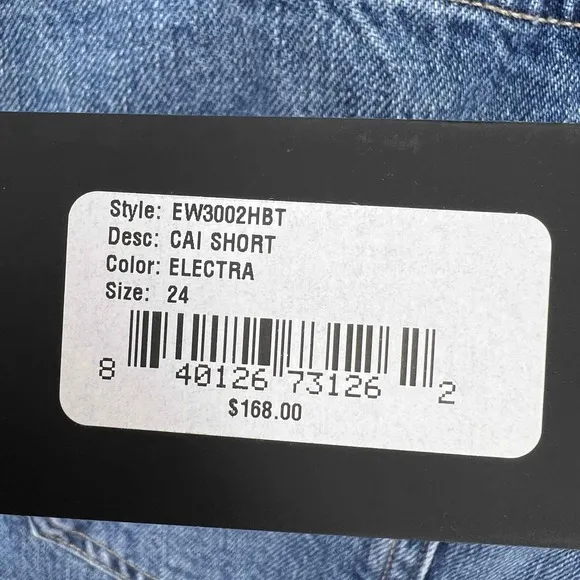 Style: EW3002HBT
Desc: CAI SHORT
Color: ELECTRA
Size: 24
8 40126 73126 2
$168.00